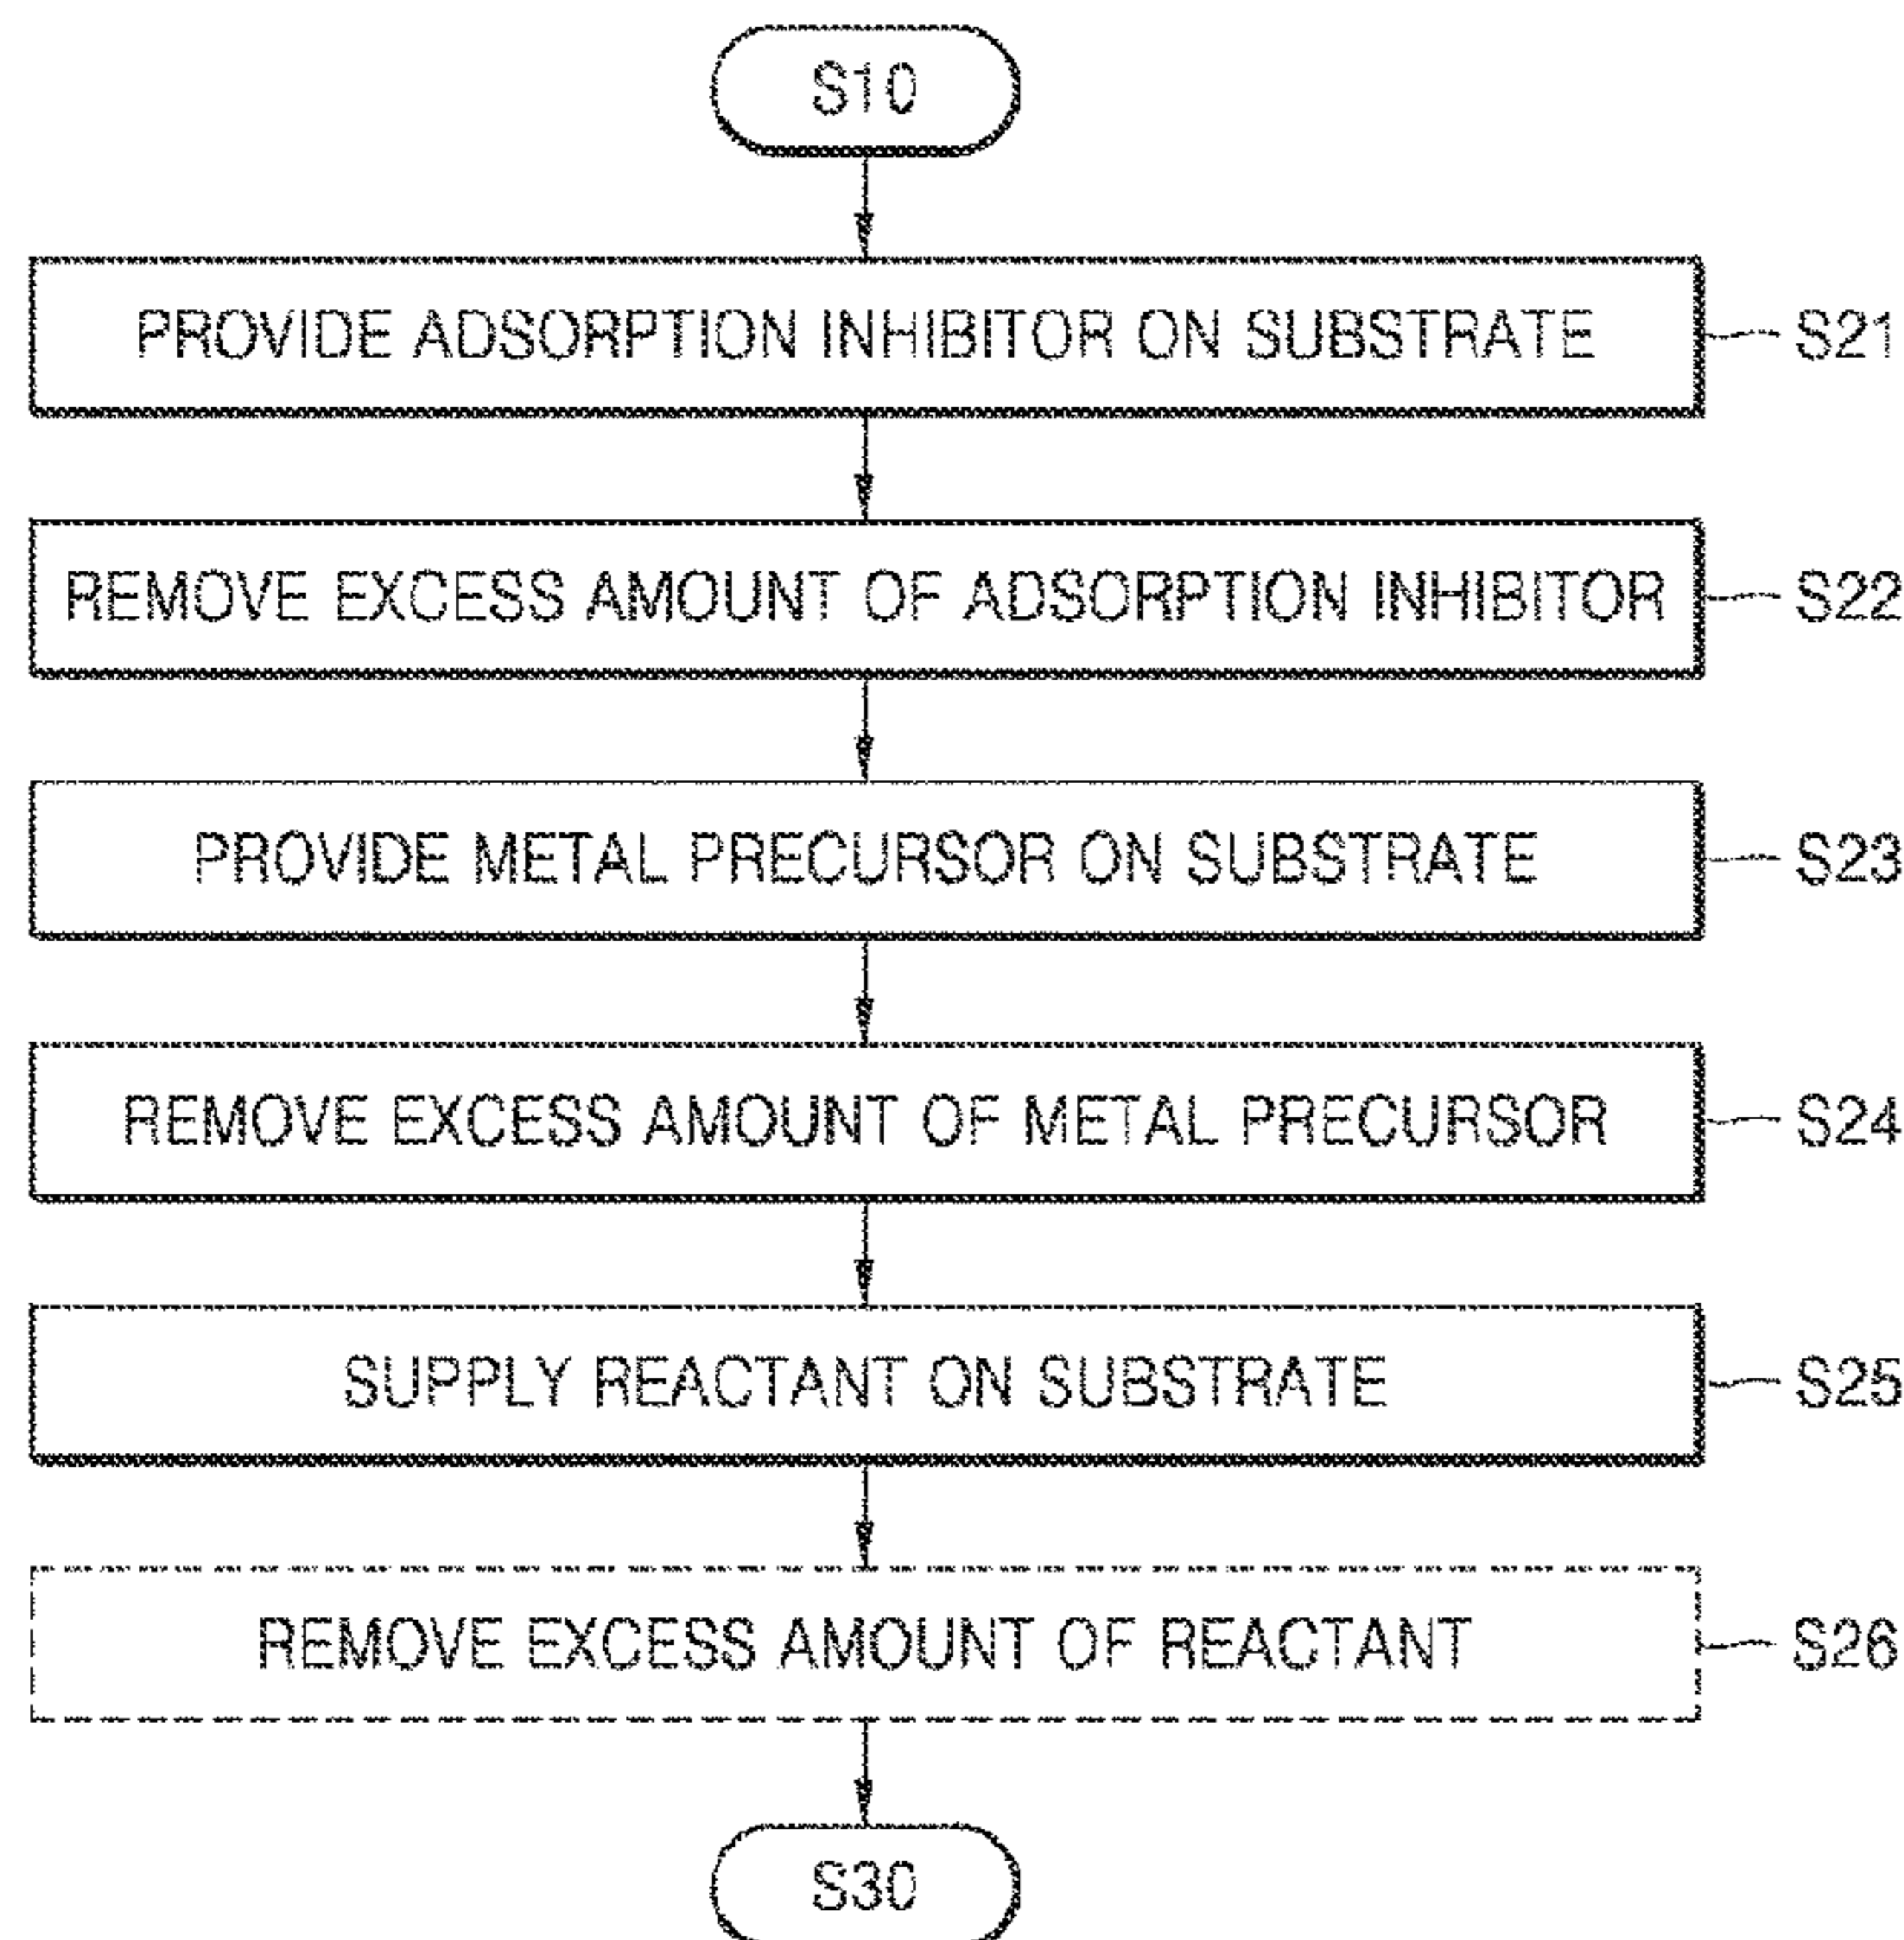 S10
PROVIDE ADSORPTION INHIBITOR ON SUBSTRATE S21
REMOVE EXCESS AMOUNT OF ADSORPTION INHIBITOR S22
PROVIDE METAL PRECURSOR ON SUBSTRATE S23
REMOVE EXCESS AMOUNT OF METAL PRECURSOR S24
SUPPLY REACTANT ON SUBSTRATE S25
REMOVE EXCESS AMOUNT OF REACTANT S26
S30